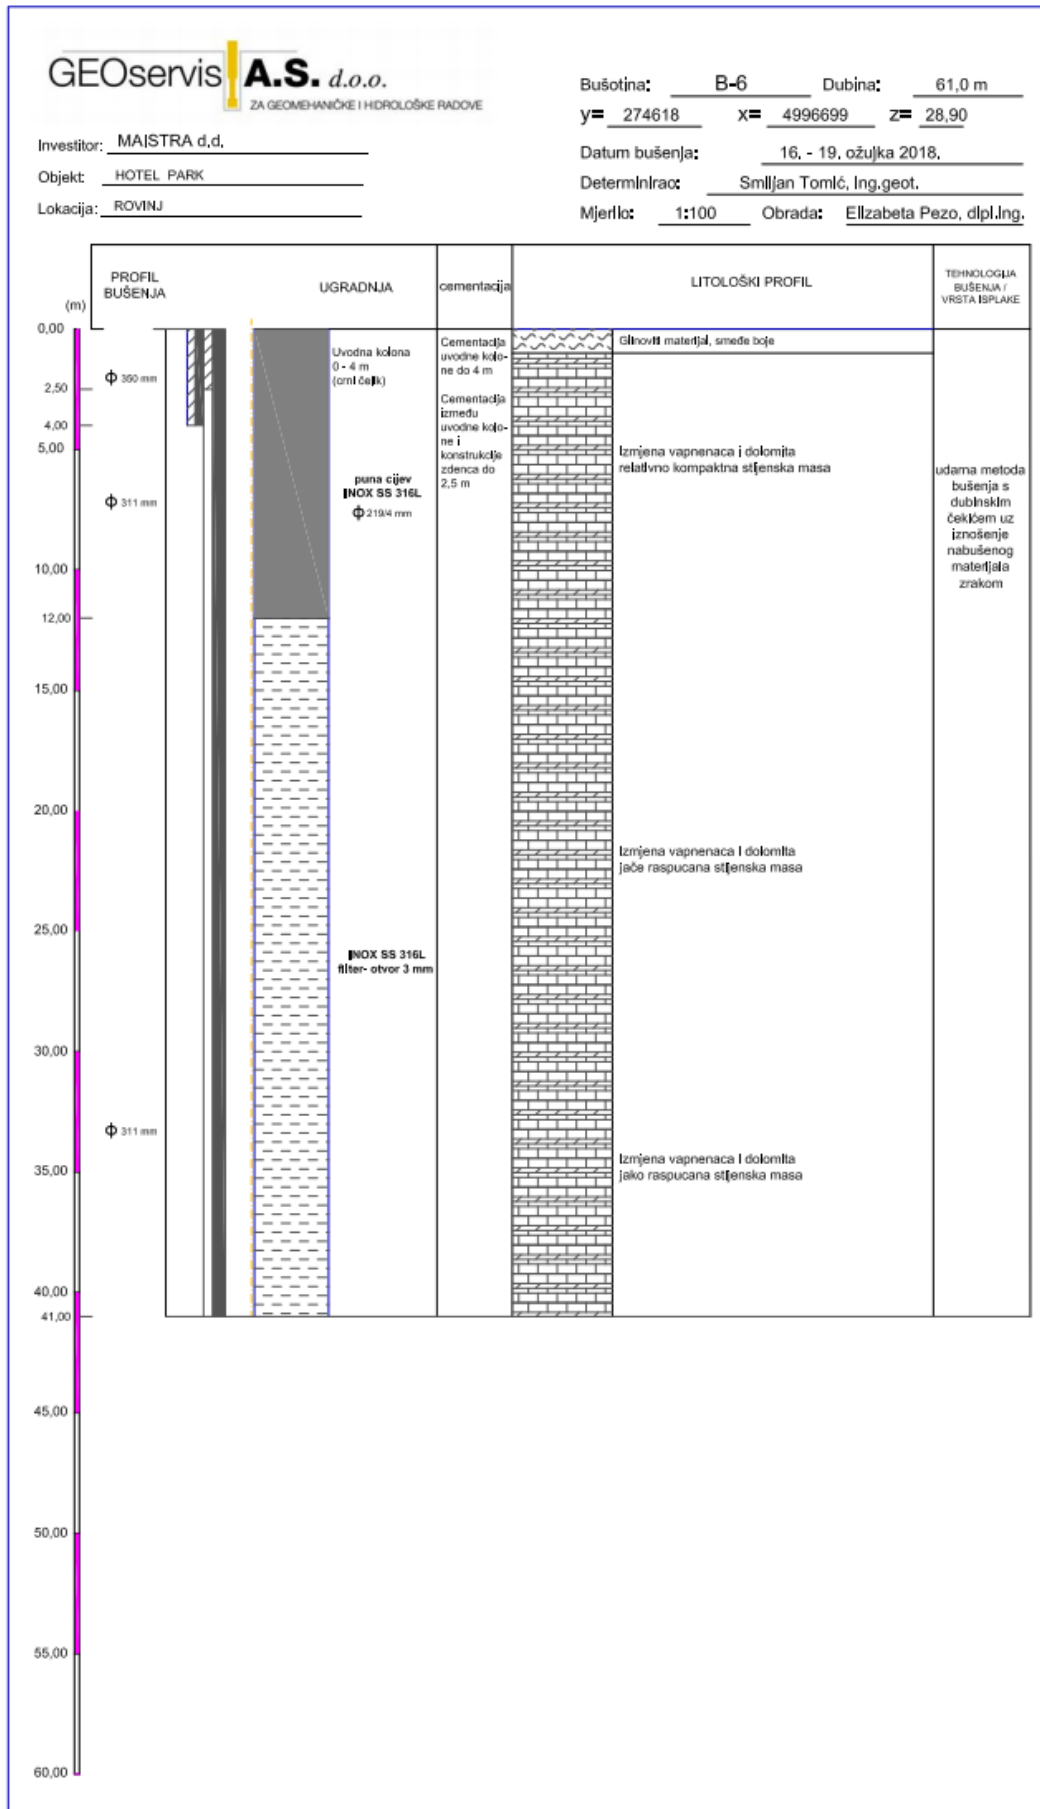 GEOservis A.S. d.o.o.
ZA GEOMEHANIČKE I HIDROLOŠKE RADOVE
Investitor: MAISTRA d.d.
Objekt: HOTEL PARK
Lokacija: ROVINJ
Bušotina: B-6 Dubina: 61,0 m
y= 274618 x= 4996699 z= 28,90
Datum bušenja: 16. - 19. ožujka 2018.
Determinirao: Smiljan Tomić, ing.geot.
Mjerilo: 1:100 Obrada: Elizabeta Pezo, dipl.ing.
(m)
PROFIL
BUŠENJA
UGRADNJA
cementacija
LITOLOŠKI PROFIL
TEHNOLOGIJA
BUŠENJA /
VRSTA ISPLAKE
0,00
2,50
4,00
5,00
10,00
12,00
15,00
20,00
25,00
30,00
35,00
40,00
41,00
45,00
50,00
55,00
60,00
ϕ 350 mm
ϕ 311 mm
ϕ 311 mm
Uvodna kolona
0 - 4 m
(crni čelik)
puna cijev
INOX SS 316L
ϕ 219/4 mm
INOX SS 316L
filter- otvor 3 mm
Cementacija
uvodne kolo-
ne do 4 m
Cementacija
između
uvodne kolo-
ne i
konstrukcije
zdenca do
2,5 m
Glinoviti materijal, smeđe boje
Izmjena vapnenaca i dolomita
relativno kompaktna stijenska masa
Izmjena vapnenaca i dolomita
jače raspucana stijenska masa
Izmjena vapnenaca i dolomita
jako raspucana stijenska masa
udarna metoda
bušenja s
dubinskim
čekićem uz
iznošenje
nabušenog
materijala
zrakom